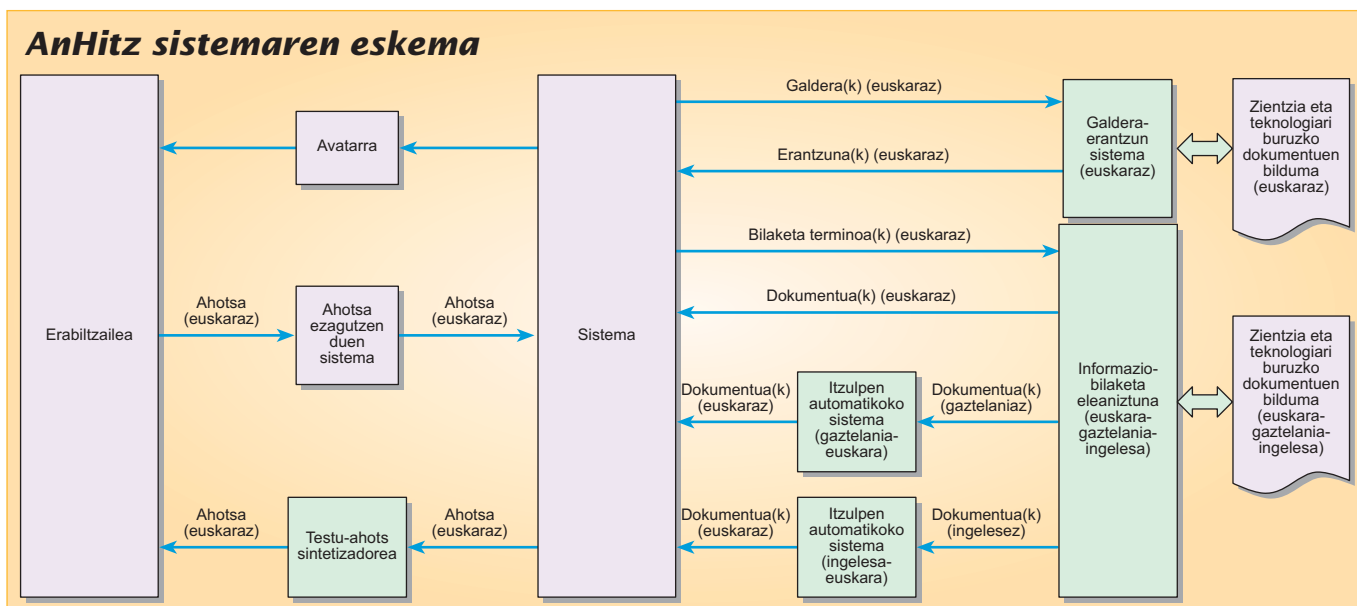 AnHitz sistemaren eskema
Erabiltzailea
Avatarra
Ahotsa
(euskaraz)
Ahotsa
ezagutzen
duen
sistema
Ahotsa
(euskaraz)
Ahotsa
(euskaraz)
Testu-ahots
sintetizadorea
Ahotsa
(euskaraz)
Sistema
Galdera(k) (euskaraz)
Erantzuna(k) (euskaraz)
Bilaketa terminoa(k) (euskaraz)
Dokumentua(k) (euskaraz)
Dokumentua(k)
(euskaraz)
Itzulpen
automatikoko
sistema
(gaztelania-
euskara)
Dokumentua(k)
(gaztelaniaz)
Dokumentua(k)
(euskaraz)
Itzulpen
automatikoko
sistema
(ingelesa-
euskara)
Dokumentua(k)
(ingelesez)
Galdera-
erantzun
sistema
(euskaraz)
Zientzia eta
teknologiari
buruzko
dokumentuen
bilduma
(euskaraz)
Informazio-
bilaketa
eleaniztuna
(euskara-
gaztelania-
ingelesa)
Zientzia eta
teknologiari
buruzko
dokumentuen
bilduma
(euskara-
gaztelania-
ingelesa)